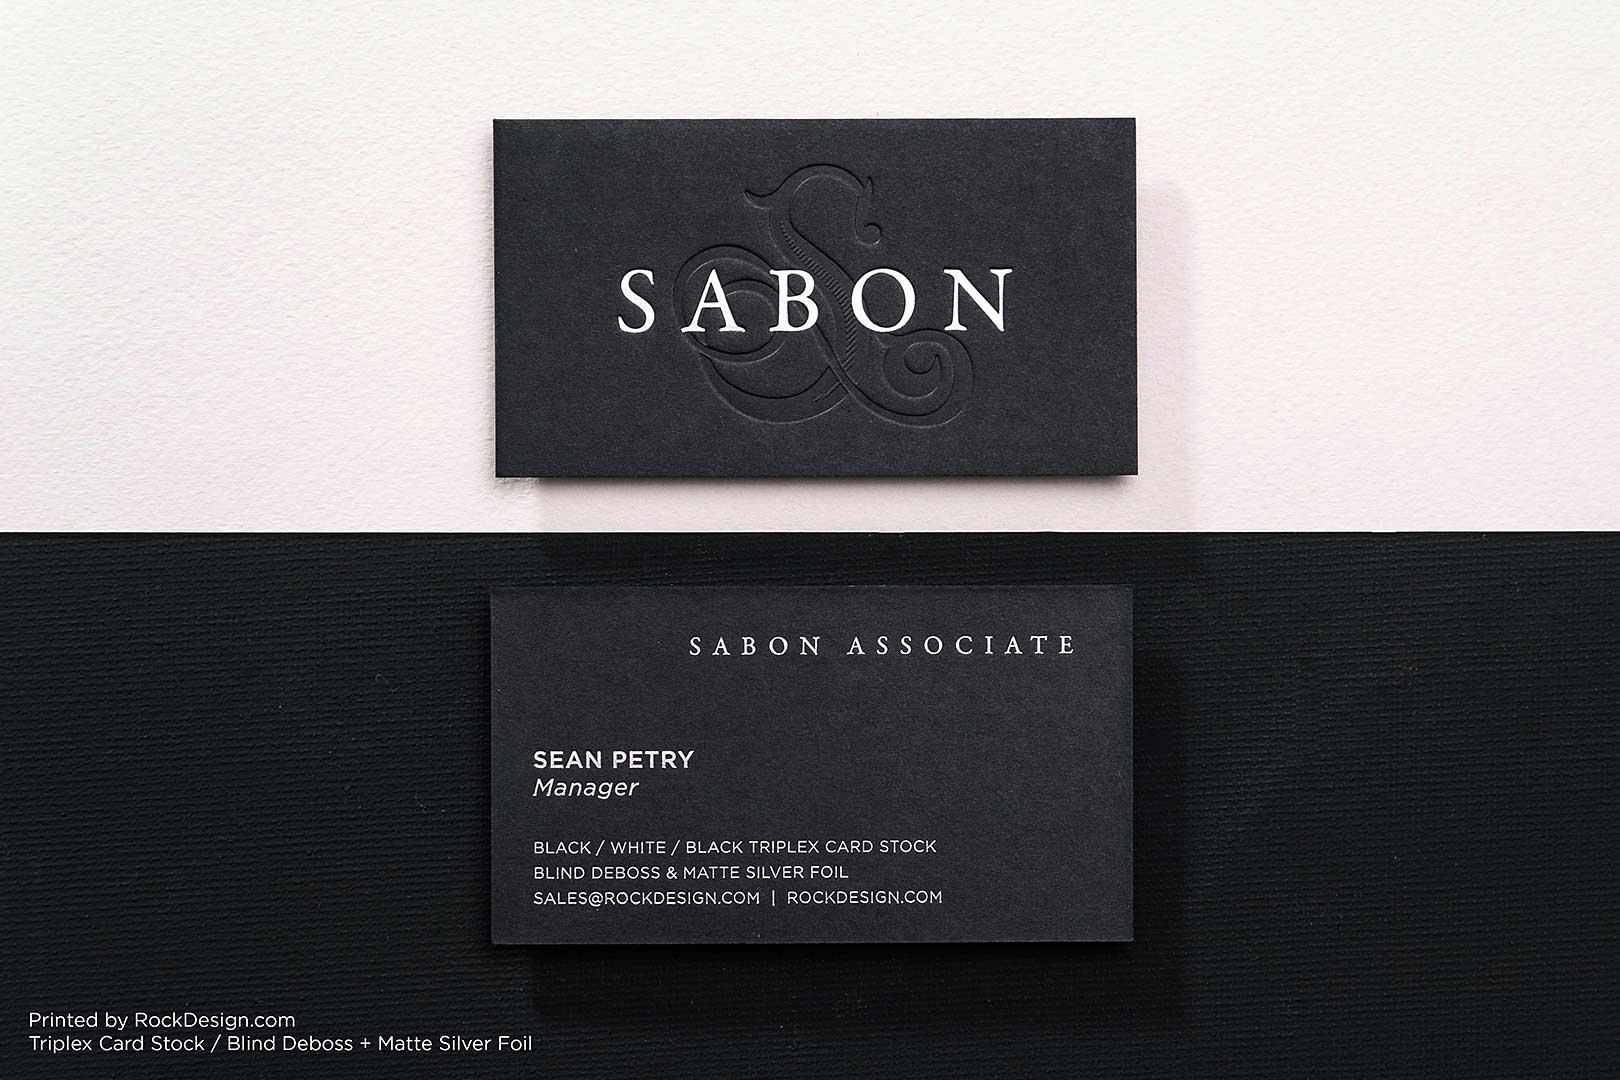 SABON
SABON ASSOCIATE
SEAN PETRY
Manager
BLACK / WHITE / BLACK TRIPLEX CARD STOCK
BLIND DEBOSS & MATTE SILVER FOIL
SALES@ROCKDESIGN.COM | ROCKDESIGN.COM
Printed by RockDesign.com
Triplex Card Stock / Blind Deboss + Matte Silver Foil